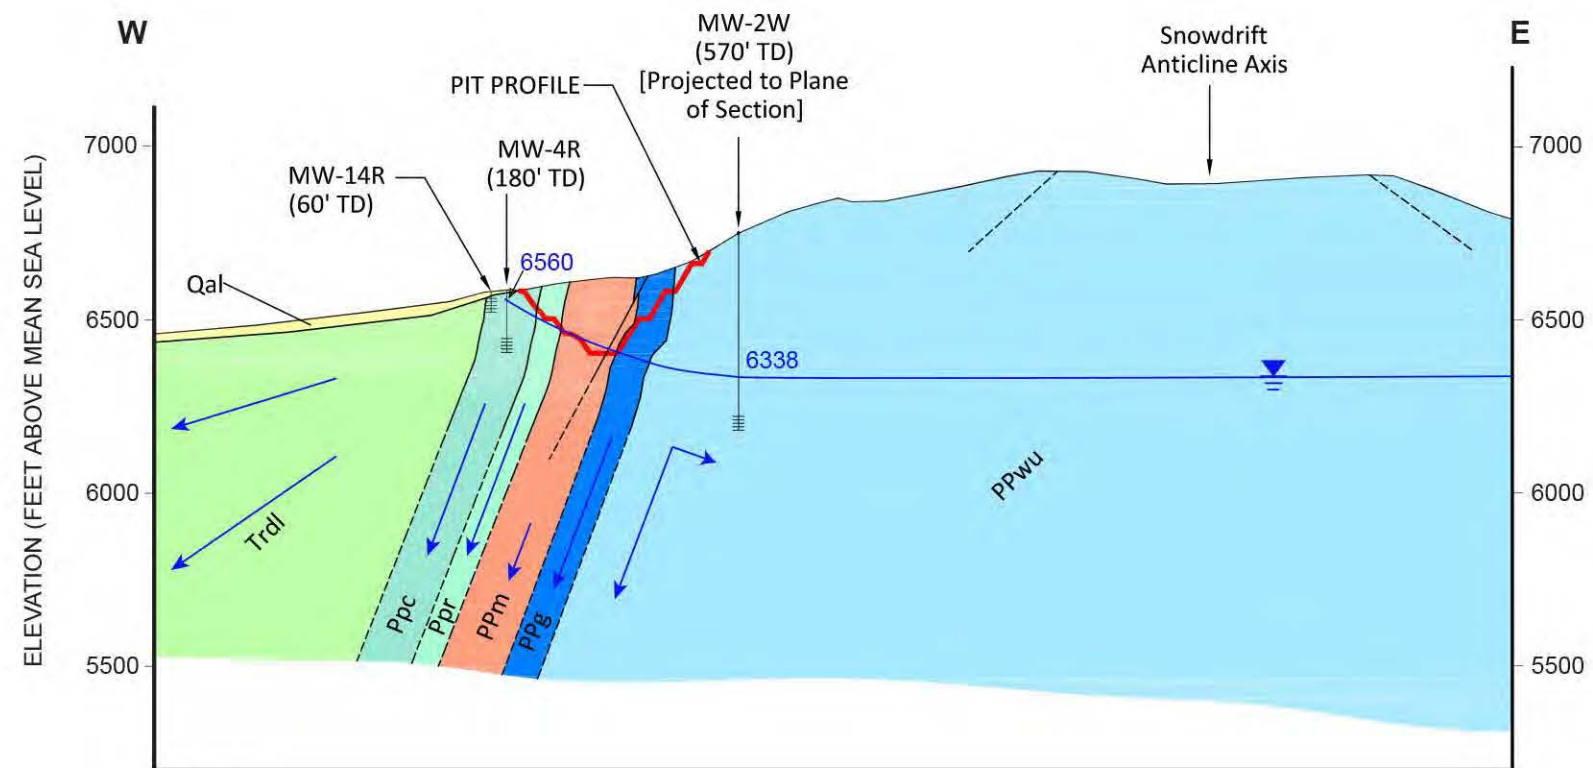 W
MW-2W
(570' TD)
[Projected to Plane
of Section]
Snowdrift
Anticline Axis
E
PIT PROFILE
7000
MW-4R
(180' TD)
7000
MW-14R
(60' TD)
6560
Qal
6500
6500
6338
ELEVATION (FEET ABOVE MEAN SEA LEVEL)
6000
PPwu
6000
Trdl
Ppc
Ppr
PPm
PPg
5500
5500